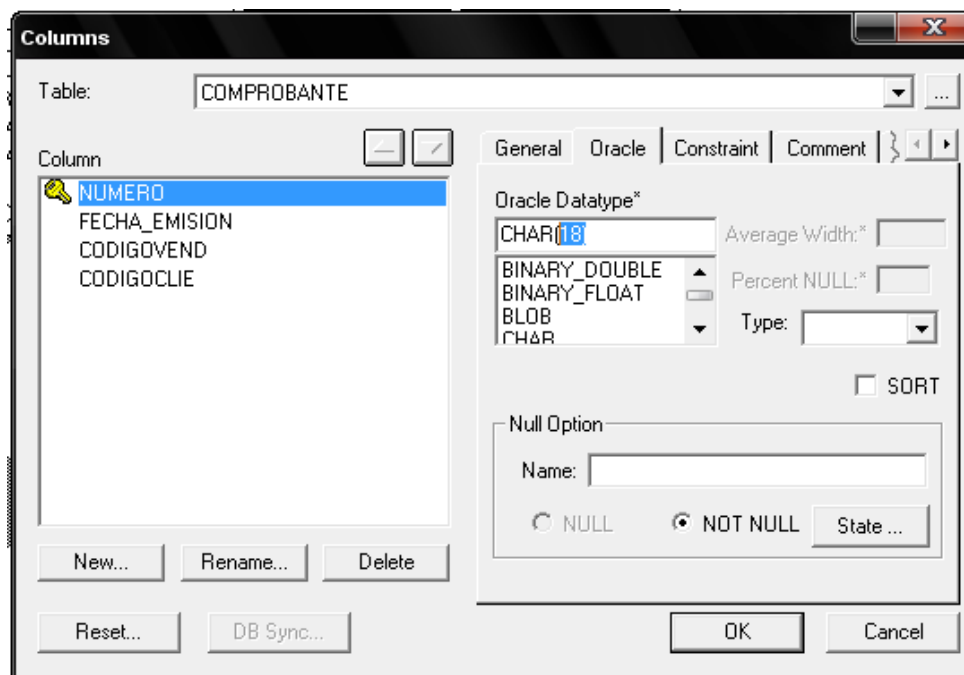 Columns
Table:
COMPROBANTE
...
Column
NUMERO
FECHA_EMISION
CODIGOVEND
CODIGOCLIE
New...
Rename...
Delete
Reset...
DB Sync...
General
Oracle
Constraint
Comment
Oracle Datatype*
CHAR(18)
BINARY_DOUBLE
BINARY_FLOAT
BLOB
CHAR
Average Width:*
Percent NULL:*
Type:
SORT
Null Option
Name:
NULL
NOT NULL
State ...
OK
Cancel